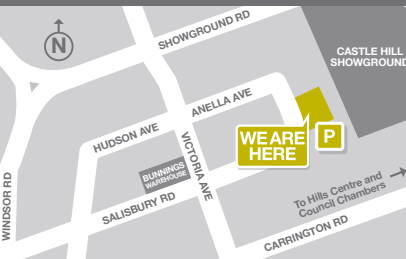 SHOWGROUND RD
N
CASTLE HILL
SHOWGROUND
ANELLA AVE
HUDSON AVE
VICTORIA AVE
WE ARE
HERE
P
BUNNINGS
WAREHOUSE
WINDSOR RD
SALISBURY RD
To Hills Centre and
Council Chambers
CARRINGTON RD